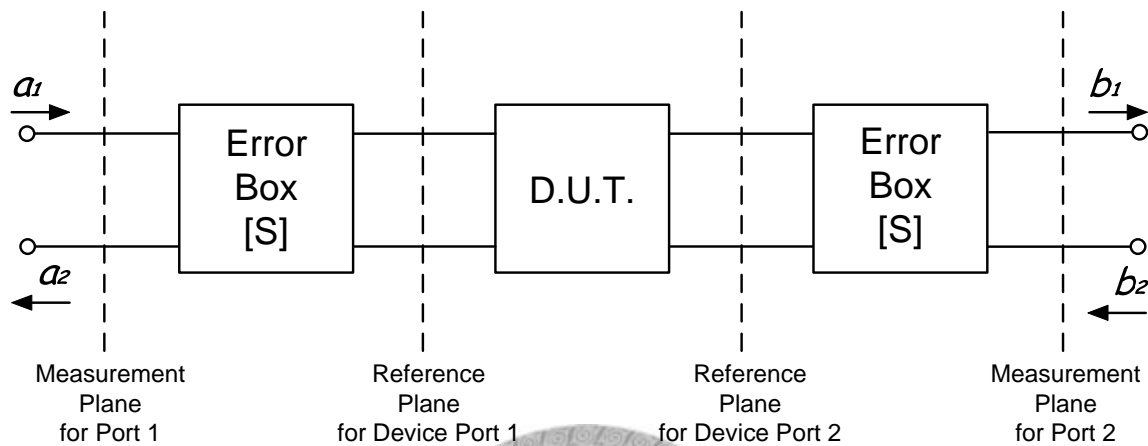 a1
b1
Error
Box
[S]
D.U.T.
Error
Box
[S]
a2
b2
Measurement
Plane
for Port 1
Reference
Plane
for Device Port 1
Reference
Plane
for Device Port 2
Measurement
Plane
for Port 2